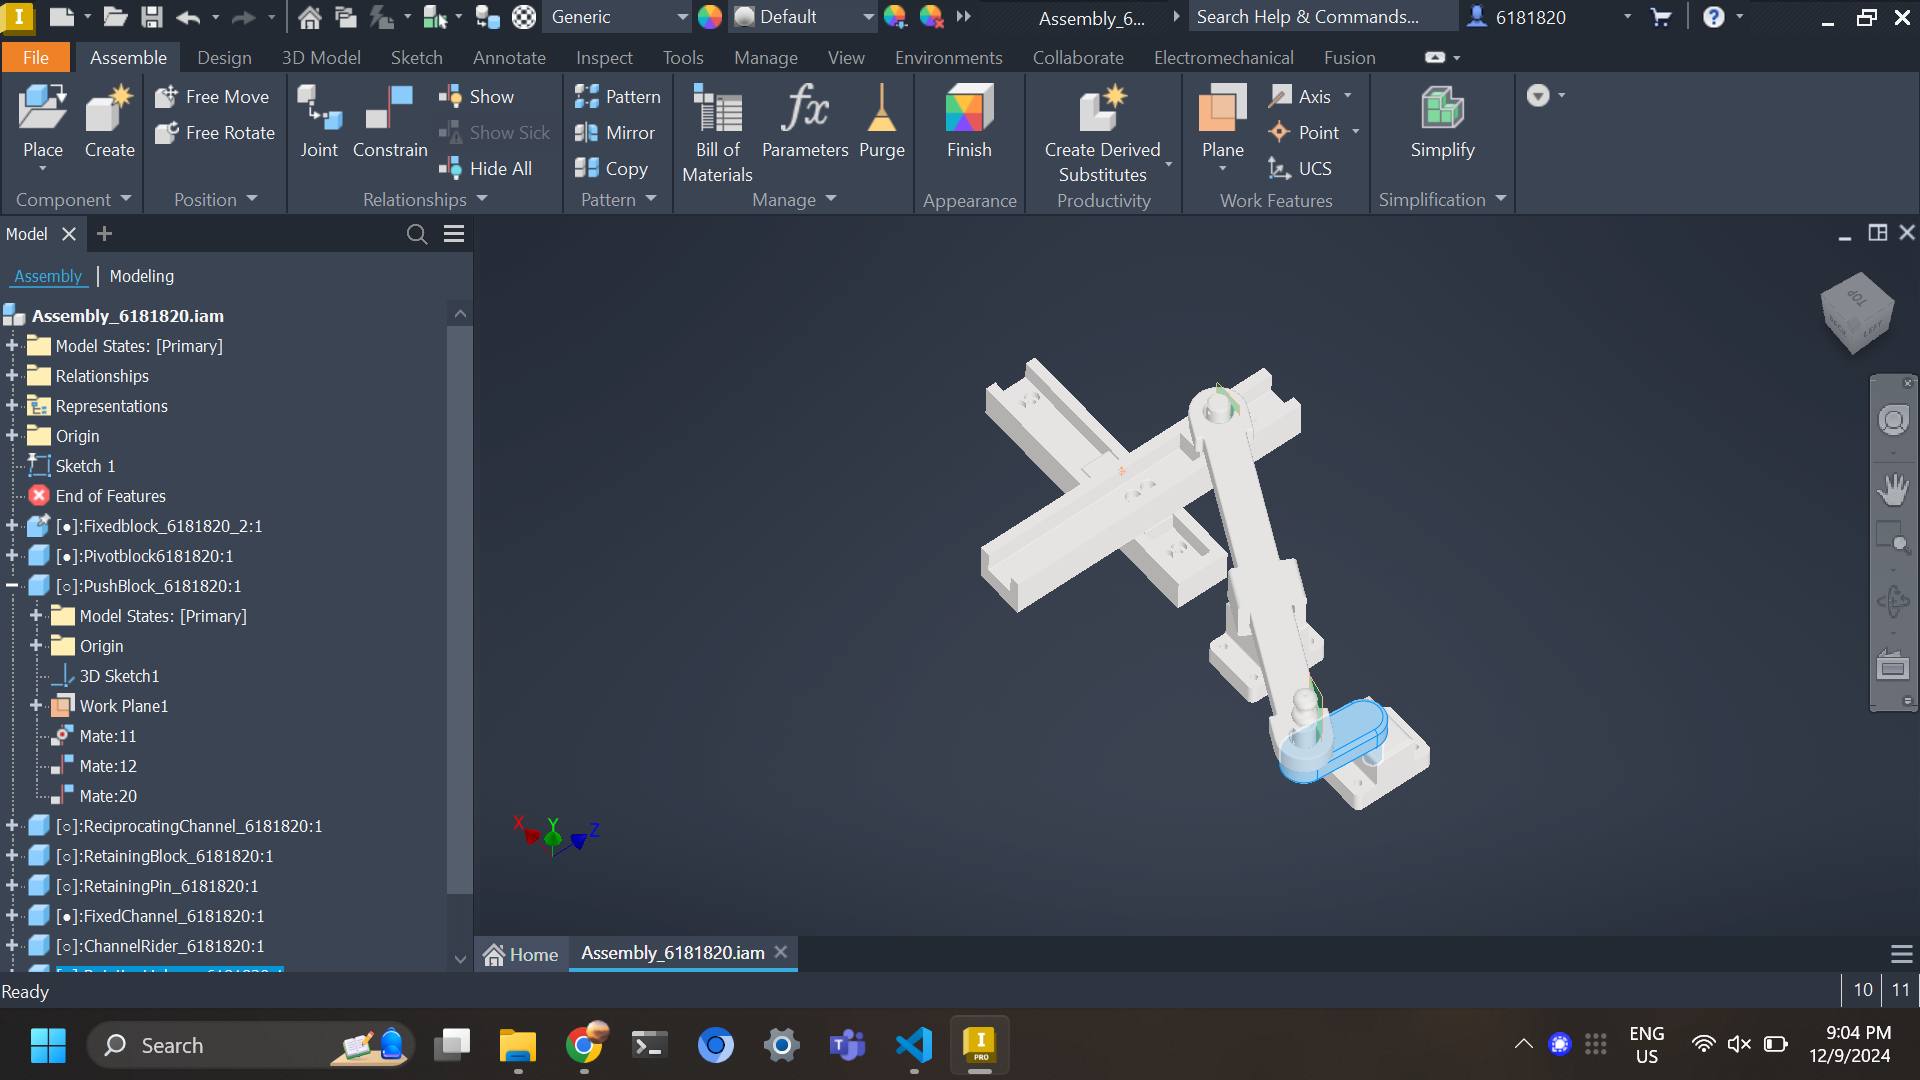 I
Generic
Default
Assembly_6...
Search Help & Commands...
6181820
File
Assemble
Design
3D Model
Sketch
Annotate
Inspect
Tools
Manage
View
Environments
Collaborate
Electromechanical
Fusion
Place
Create
Free Move
Free Rotate
Joint
Constrain
Show
Show Sick
Hide All
Pattern
Mirror
Copy
Bill of
Materials
fx
Parameters
Purge
Finish
Create Derived
Substitutes
Plane
Axis
Point
UCS
Simplify
Component
Position
Relationships
Pattern
Manage
Appearance
Productivity
Work Features
Simplification
Model
Assembly | Modeling
Assembly_6181820.iam
Model States: [Primary]
Relationships
Representations
Origin
Sketch 1
End of Features
[●]:Fixedblock_6181820_2:1
[●]:Pivotblock6181820:1
[○]:PushBlock_6181820:1
Model States: [Primary]
Origin
3D Sketch1
Work Plane1
Mate:11
Mate:12
Mate:20
[○]:ReciprocatingChannel_6181820:1
[○]:RetainingBlock_6181820:1
[○]:RetainingPin_6181820:1
[●]:FixedChannel_6181820:1
[○]:ChannelRider_6181820:1
TOP
BACK
LEFT
X
Y
Z
Home
Assembly_6181820.iam
Ready
10
11
Search
T
I
PRO
ENG
US
9:04 PM
12/9/2024